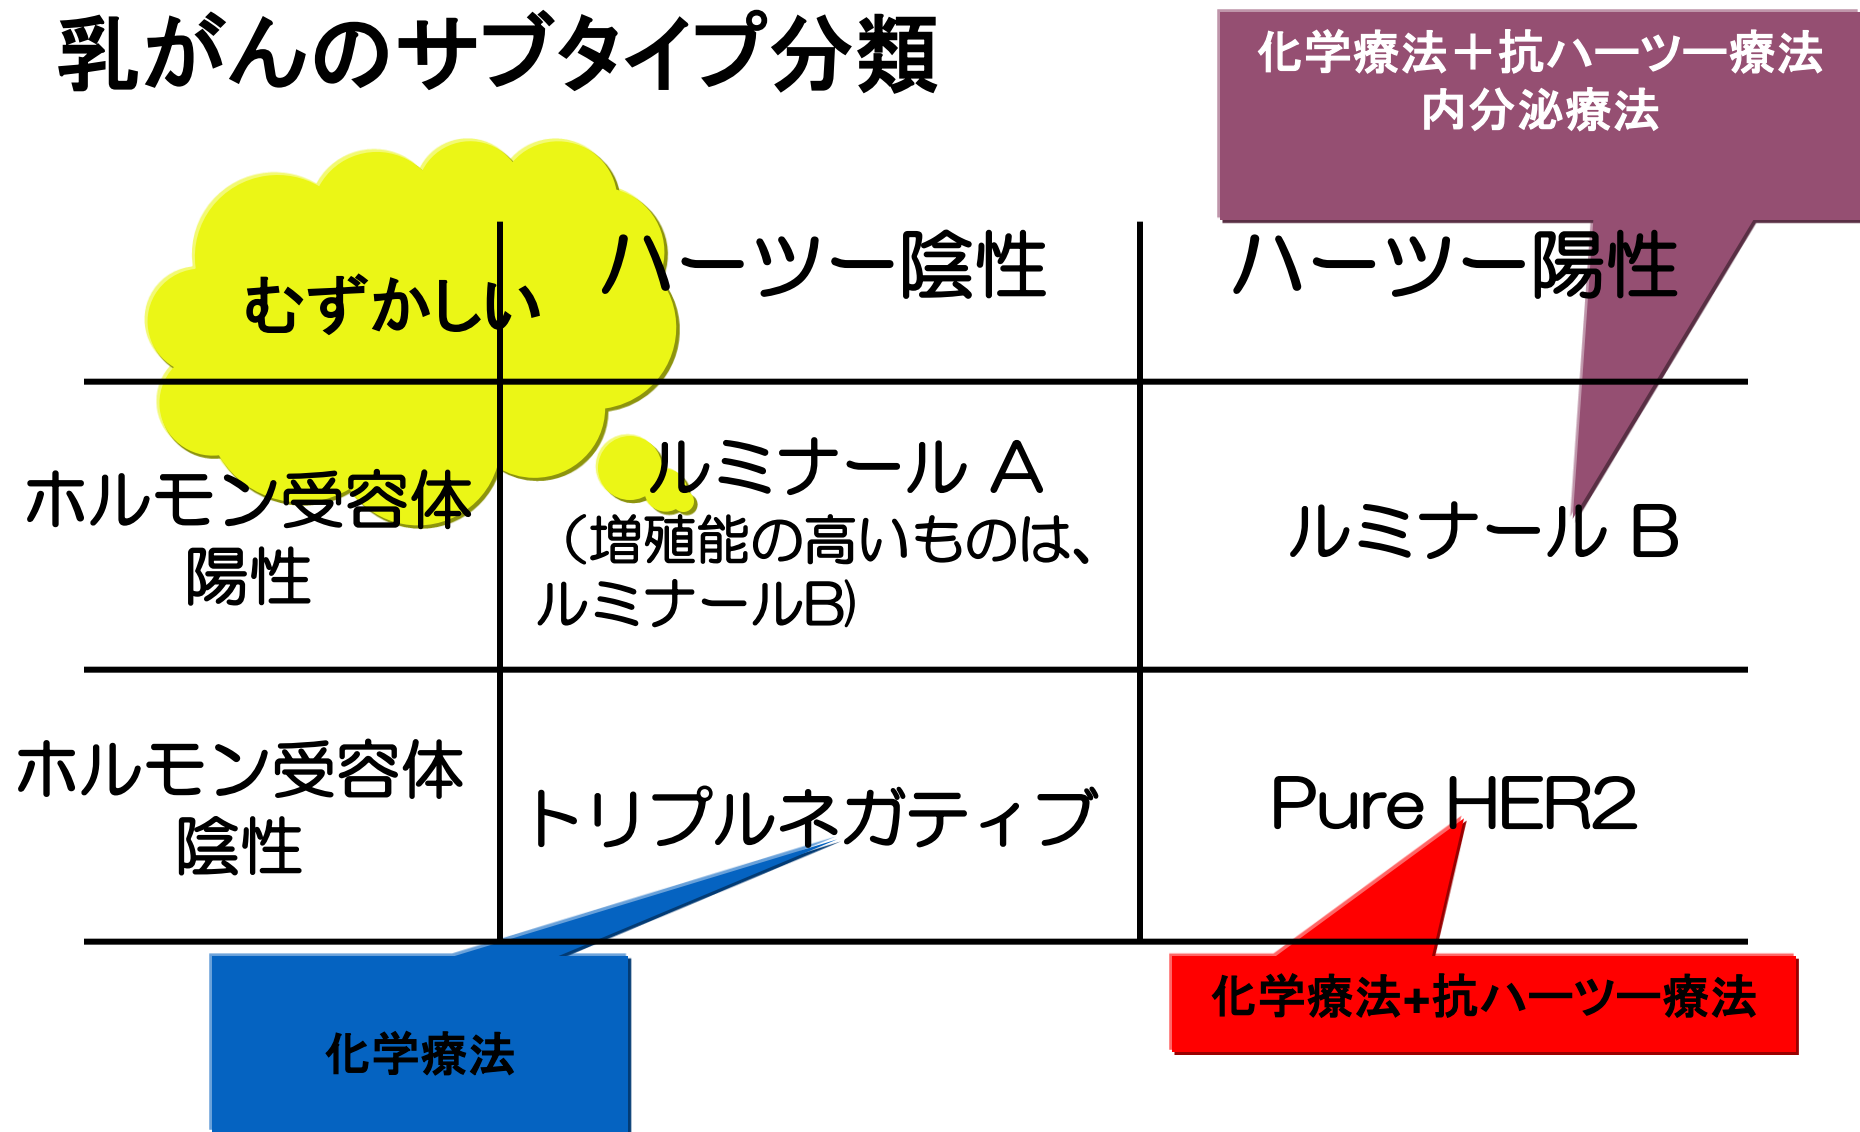 乳がんのサブタイプ分類
化学療法＋抗ハーツー療法
内分泌療法
むずかしい
ハーツー陰性
ハーツー陽性
ホルモン受容体
陽性
ルミナール A
（増殖能の高いものは、
ルミナールB)
ルミナール B
ホルモン受容体
陰性
トリプルネガティブ
Pure HER2
化学療法
化学療法+抗ハーツー療法